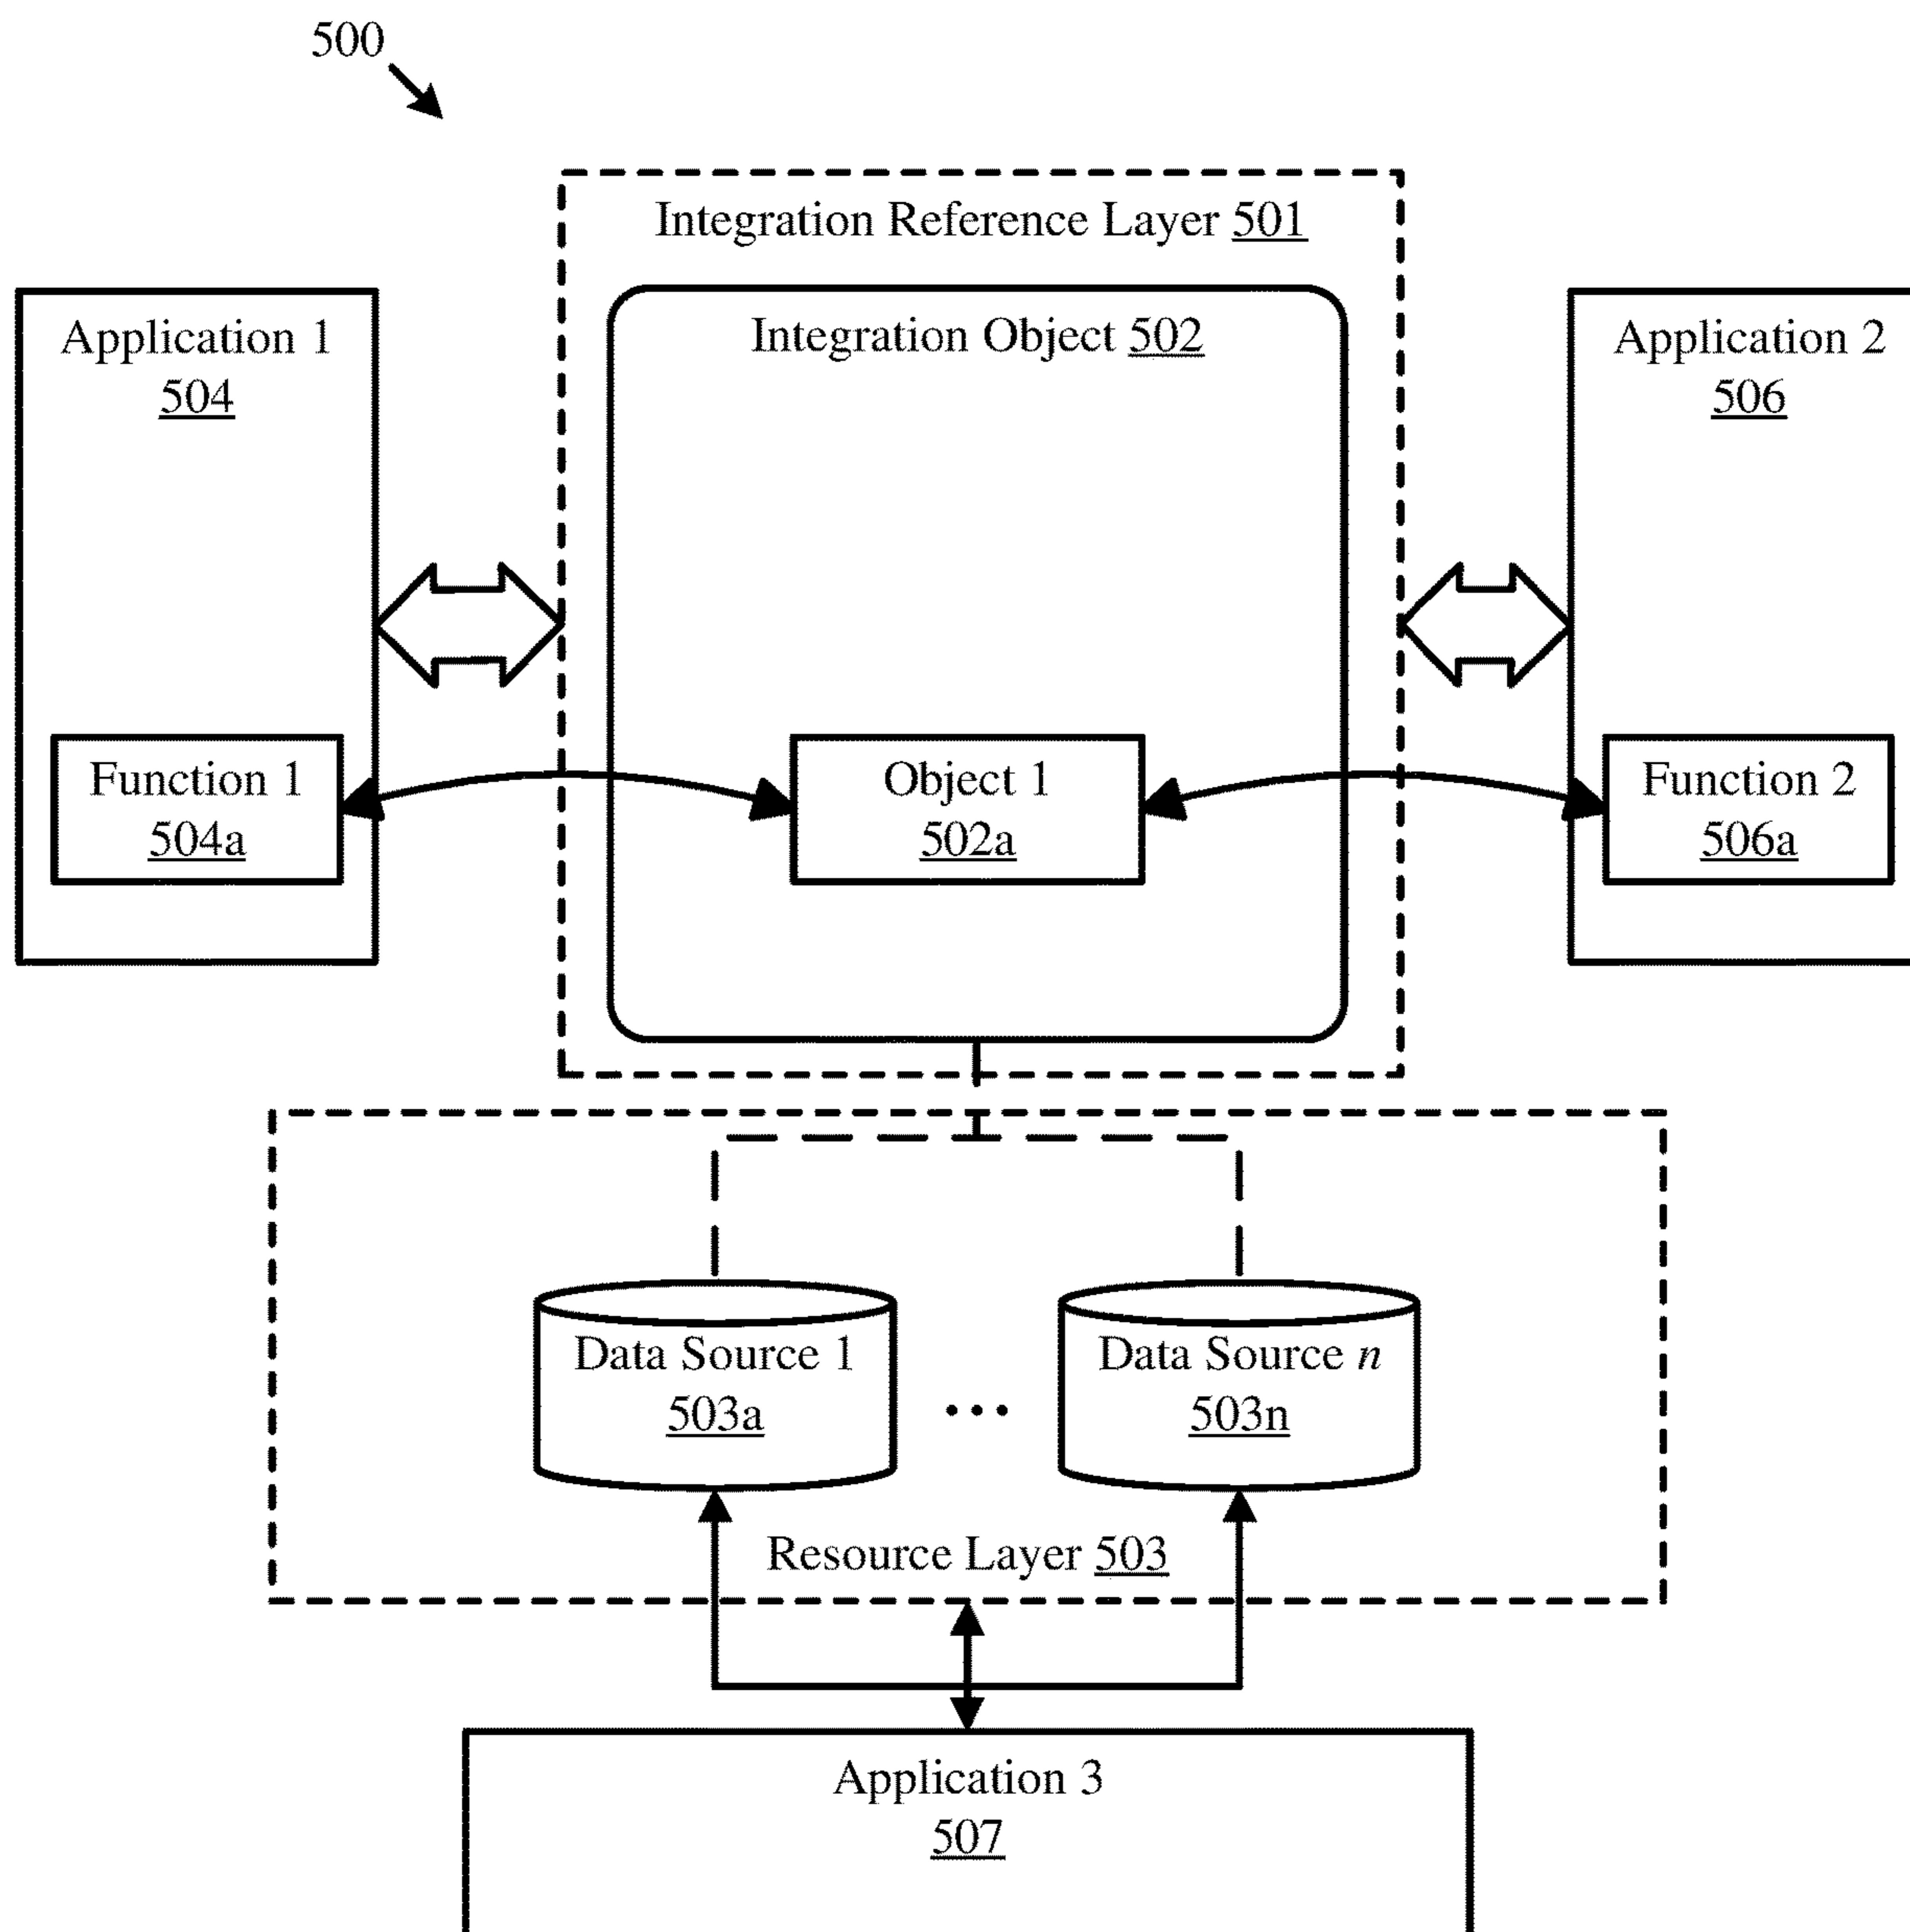 500
Integration Reference Layer 501
Application 1
504
Integration Object 502
Application 2
506
Function 1
504a
Object 1
502a
Function 2
506a
Data Source 1
503a
...
Data Source n
503n
Resource Layer 503
Application 3
507